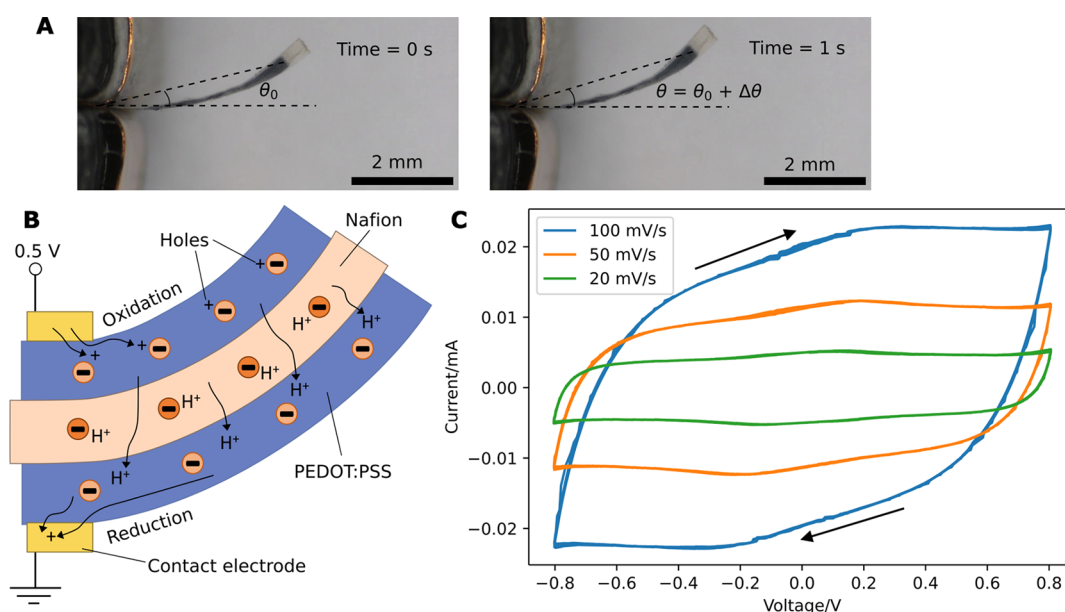 A
Time = 0 s
θ₀
2 mm
Time = 1 s
θ = θ₀ + Δθ
2 mm
B
Nafion
Holes
0.5 V
Oxidation
+
+
+
+
H⁺
H⁺
H⁺
H⁺
H⁺
H⁺
H⁺
H⁺
PEDOT:PSS
Reduction
+
Contact electrode
C
100 mV/s
50 mV/s
20 mV/s
Current/mA
0.02
0.01
0.00
−0.01
−0.02
−0.8
−0.6
−0.4
−0.2
0.0
0.2
0.4
0.6
0.8
Voltage/V